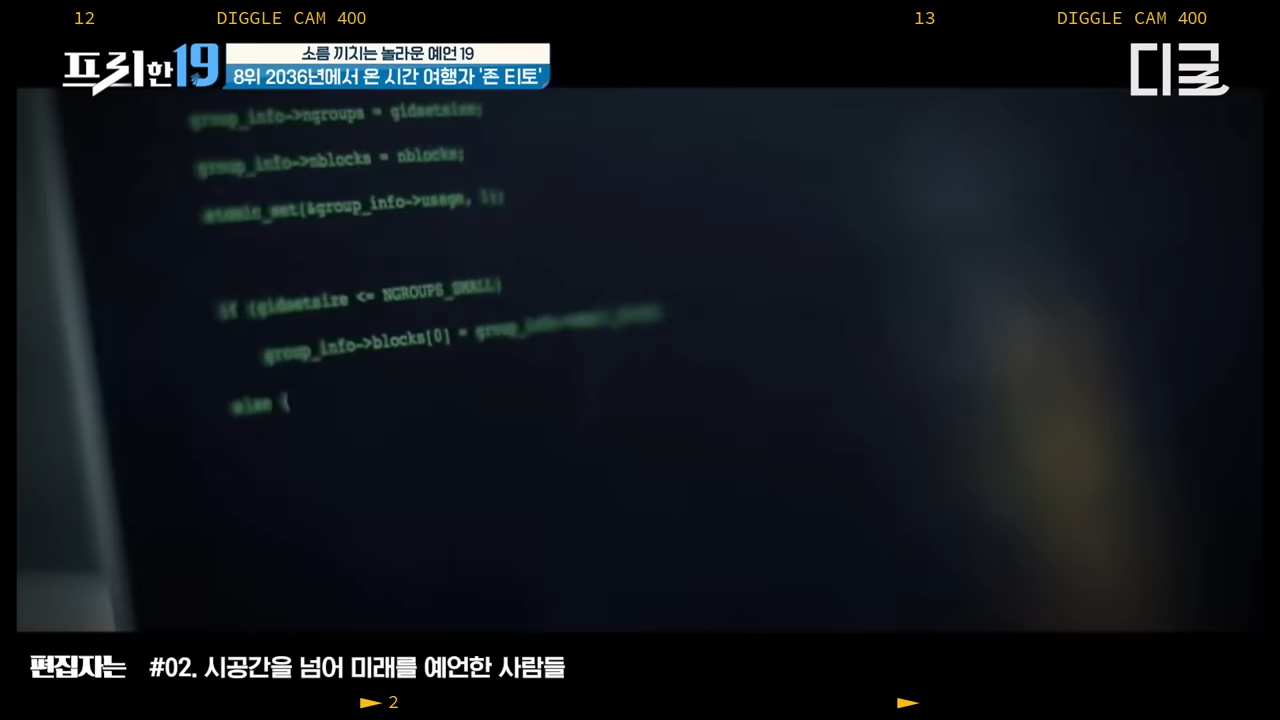 12 DIGGLE CAM 400 13 DIGGLE CAM 400
프리한19
소름 끼치는 놀라운 예언 19
8위 2036년에서 온 시간 여행자 '존 티토'
디글
group_info->ngroups = gidsetsize;
group_info->nblocks = nblocks;
atomic_set(&group_info->usage, 1);
if (gidsetsize <= NGROUPS_SMALL)
group_info->blocks[0] =
else {
편집자는 #02. 시공간을 넘어 미래를 예언한 사람들
2